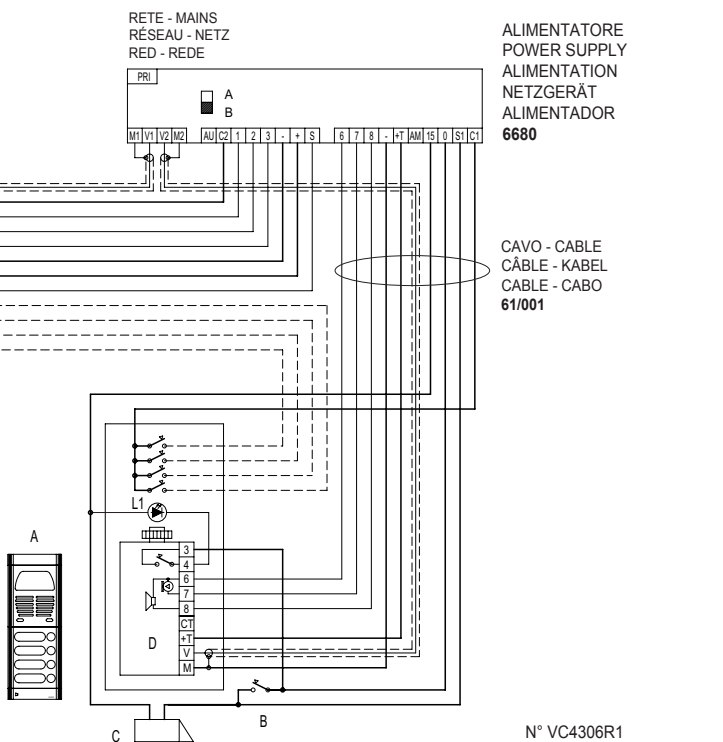 RETE - MAINS
RÉSEAU - NETZ
RED - REDE
ALIMENTATORE
POWER SUPPLY
ALIMENTATION
NETZGERÄT
ALIMENTADOR
6680
PRI
A
B
M1 V1 V2 M2 AU C2 1 2 3 - + S 6 7 8 - +T AM 15 0 S1 C1
CAVO - CABLE
CÂBLE - KABEL
CABLE - CABO
61/001
L1
A
3
4
6
7
8
CT
+T
V
M
D
B
C
N° VC4306R1